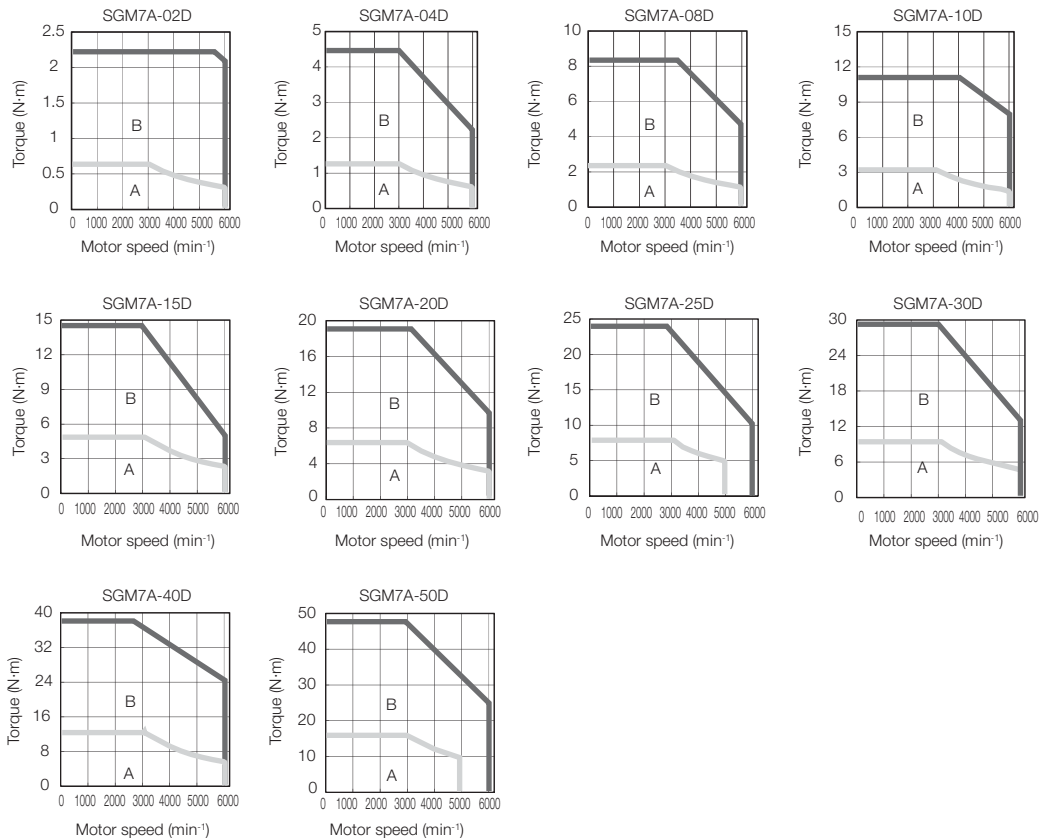 SGM7A-02D
Torque (N·m)
2.5
2
1.5
1
0.5
0
B
A
0 1000 2000 3000 4000 5000 6000
Motor speed (min⁻¹)
SGM7A-04D
Torque (N·m)
5
4
3
2
1
0
B
A
0 1000 2000 3000 4000 5000 6000
Motor speed (min⁻¹)
SGM7A-08D
Torque (N·m)
10
8
6
4
2
0
B
A
0 1000 2000 3000 4000 5000 6000
Motor speed (min⁻¹)
SGM7A-10D
Torque (N·m)
15
12
9
6
3
0
B
A
0 1000 2000 3000 4000 5000 6000
Motor speed (min⁻¹)
SGM7A-15D
Torque (N·m)
15
12
9
6
3
0
B
A
0 1000 2000 3000 4000 5000 6000
Motor speed (min⁻¹)
SGM7A-20D
Torque (N·m)
20
16
12
8
4
0
B
A
0 1000 2000 3000 4000 5000 6000
Motor speed (min⁻¹)
SGM7A-25D
Torque (N·m)
25
20
15
10
5
0
B
A
0 1000 2000 3000 4000 5000 6000
Motor speed (min⁻¹)
SGM7A-30D
Torque (N·m)
30
24
18
12
6
0
B
A
0 1000 2000 3000 4000 5000 6000
Motor speed (min⁻¹)
SGM7A-40D
Torque (N·m)
40
32
24
16
8
0
B
A
0 1000 2000 3000 4000 5000 6000
Motor speed (min⁻¹)
SGM7A-50D
Torque (N·m)
50
40
30
20
10
0
B
A
0 1000 2000 3000 4000 5000 6000
Motor speed (min⁻¹)